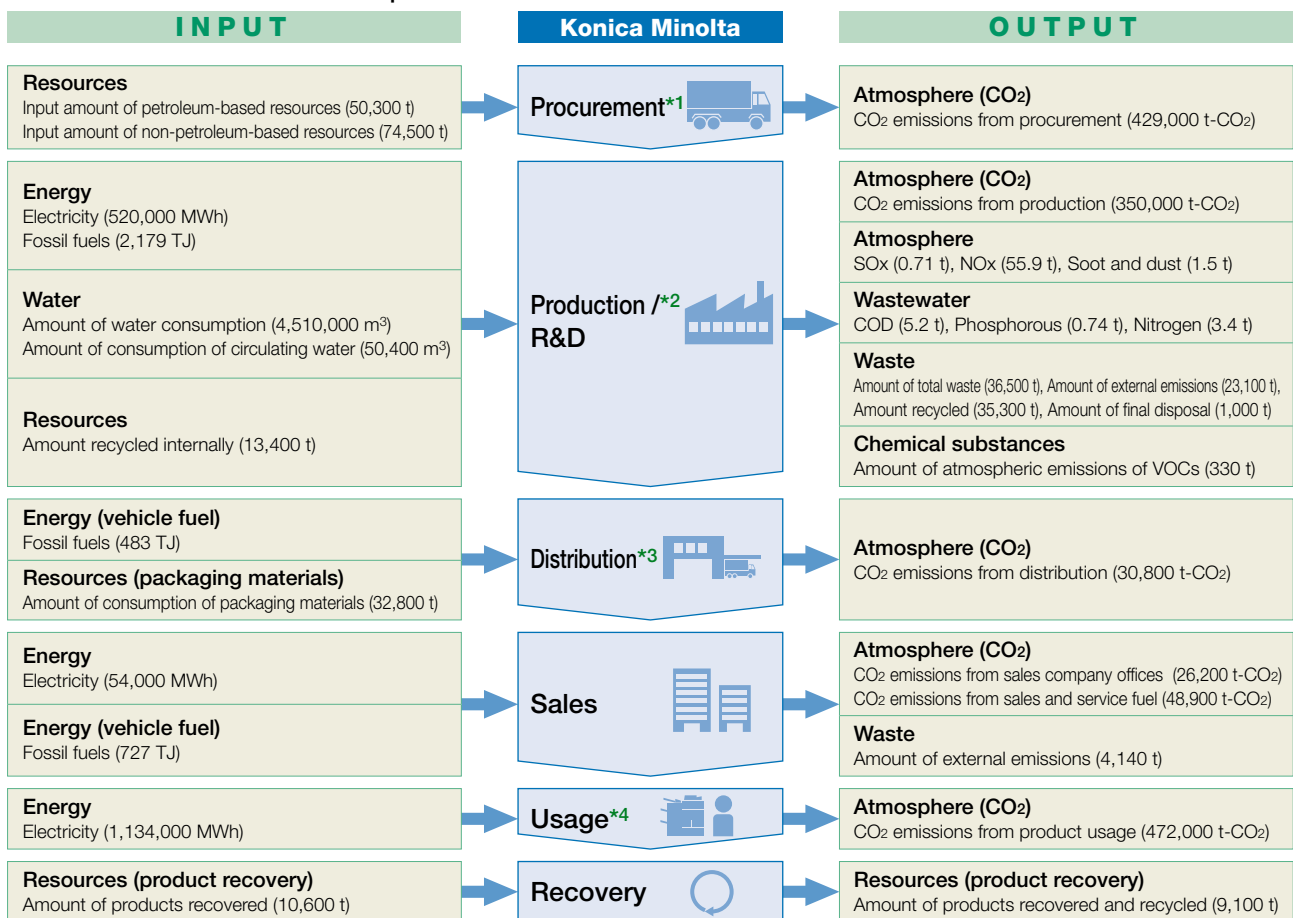 INPUT
Konica Minolta
OUTPUT
Resources
Input amount of petroleum-based resources (50,300 t)
Input amount of non-petroleum-based resources (74,500 t)
Procurement*1
Atmosphere (CO2)
CO2 emissions from procurement (429,000 t-CO2)
Energy
Electricity (520,000 MWh)
Fossil fuels (2,179 TJ)
Water
Amount of water consumption (4,510,000 m³)
Amount of consumption of circulating water (50,400 m³)
Resources
Amount recycled internally (13,400 t)
Production /*2
R&D
Atmosphere (CO2)
CO2 emissions from production (350,000 t-CO2)
Atmosphere
SOx (0.71 t), NOx (55.9 t), Soot and dust (1.5 t)
Wastewater
COD (5.2 t), Phosphorous (0.74 t), Nitrogen (3.4 t)
Waste
Amount of total waste (36,500 t), Amount of external emissions (23,100 t),
Amount recycled (35,300 t), Amount of final disposal (1,000 t)
Chemical substances
Amount of atmospheric emissions of VOCs (330 t)
Energy (vehicle fuel)
Fossil fuels (483 TJ)
Resources (packaging materials)
Amount of consumption of packaging materials (32,800 t)
Distribution*3
Atmosphere (CO2)
CO2 emissions from distribution (30,800 t-CO2)
Energy
Electricity (54,000 MWh)
Energy (vehicle fuel)
Fossil fuels (727 TJ)
Sales
Atmosphere (CO2)
CO2 emissions from sales company offices (26,200 t-CO2)
CO2 emissions from sales and service fuel (48,900 t-CO2)
Waste
Amount of external emissions (4,140 t)
Energy
Electricity (1,134,000 MWh)
Usage*4
Atmosphere (CO2)
CO2 emissions from product usage (472,000 t-CO2)
Resources (product recovery)
Amount of products recovered (10,600 t)
Recovery
Resources (product recovery)
Amount of products recovered and recycled (9,100 t)